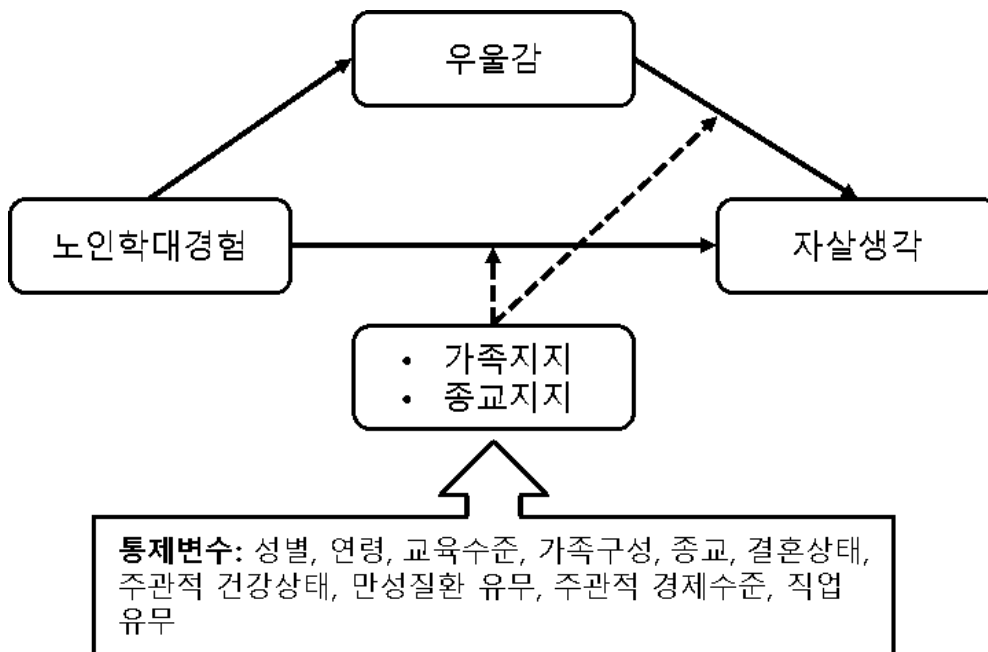 우울감
노인학대경험
자살생각
• 가족지지
• 종교지지
통제변수: 성별, 연령, 교육수준, 가족구성, 종교, 결혼상태,
주관적 건강상태, 만성질환 유무, 주관적 경제수준, 직업
유무